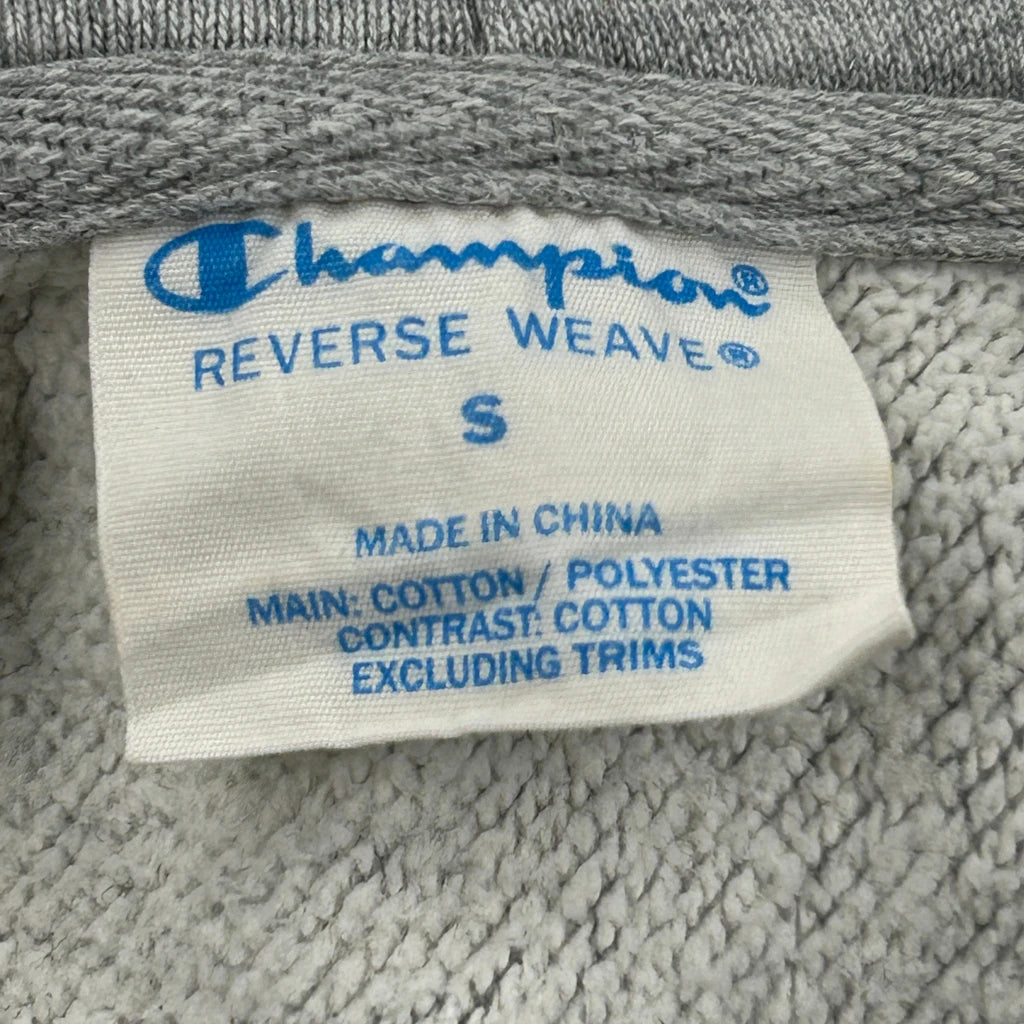 Champion®
REVERSE WEAVE®
S
MADE IN CHINA
MAIN: COTTON / POLYESTER
CONTRAST: COTTON
EXCLUDING TRIMS